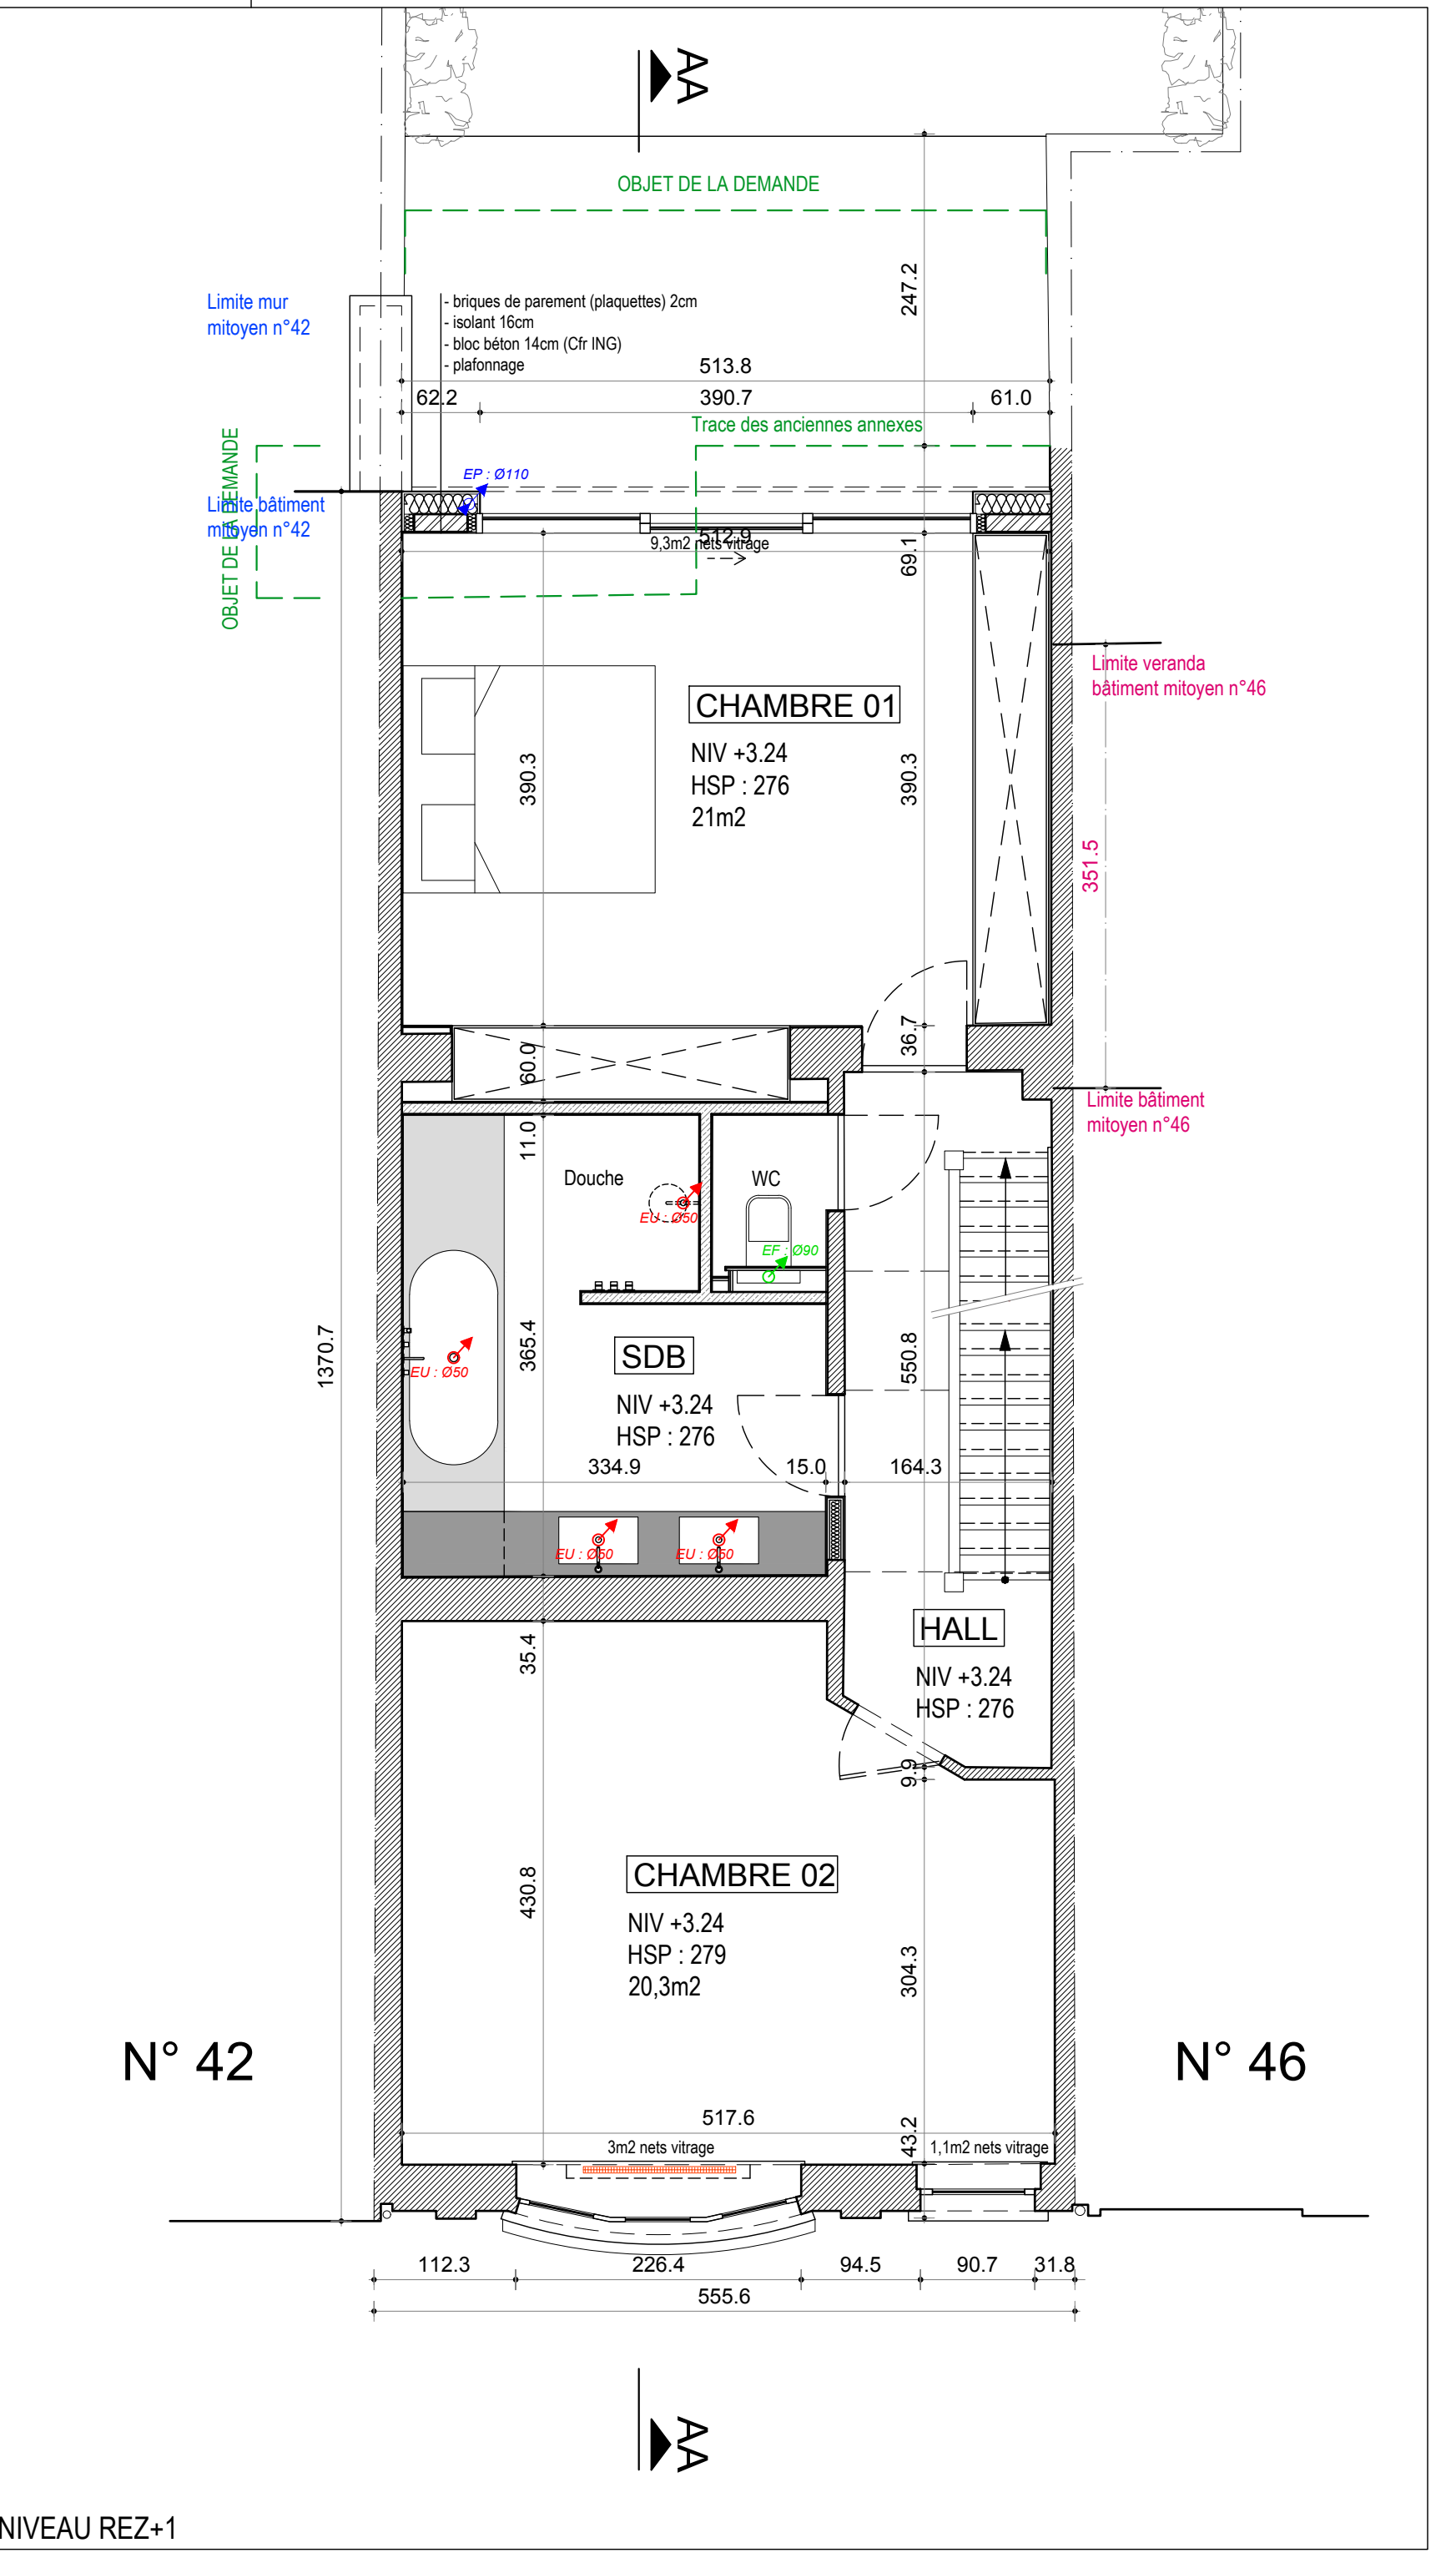 AA
OBJET DE LA DEMANDE
247.2
Limite mur
mitoyen n°42
- briques de parement (plaquettes) 2cm
- isolant 16cm
- bloc béton 14cm (Cfr ING)
- plafonnage
513.8
62.2
390.7
61.0
Trace des anciennes annexes
OBJET DE LA DEMANDE
EP : Ø110
Limite bâtiment
mitoyen n°42
512.9
9,3m2 nets vitrage
69.1
Limite veranda
bâtiment mitoyen n°46
CHAMBRE 01
NIV +3.24
HSP : 276
21m2
390.3
390.3
351.5
36.7
60.0
Limite bâtiment
mitoyen n°46
11.0
Douche
WC
EU : Ø50
EF : Ø90
1370.7
365.4
550.8
SDB
EU : Ø50
NIV +3.24
HSP : 276
334.9
15.0
164.3
EU : Ø50
EU : Ø50
HALL
35.4
NIV +3.24
HSP : 276
9.9
CHAMBRE 02
430.8
NIV +3.24
HSP : 279
20,3m2
304.3
N° 42
N° 46
517.6
43.2
3m2 nets vitrage
1,1m2 nets vitrage
112.3
226.4
94.5
90.7
31.8
555.6
AA
NIVEAU REZ+1